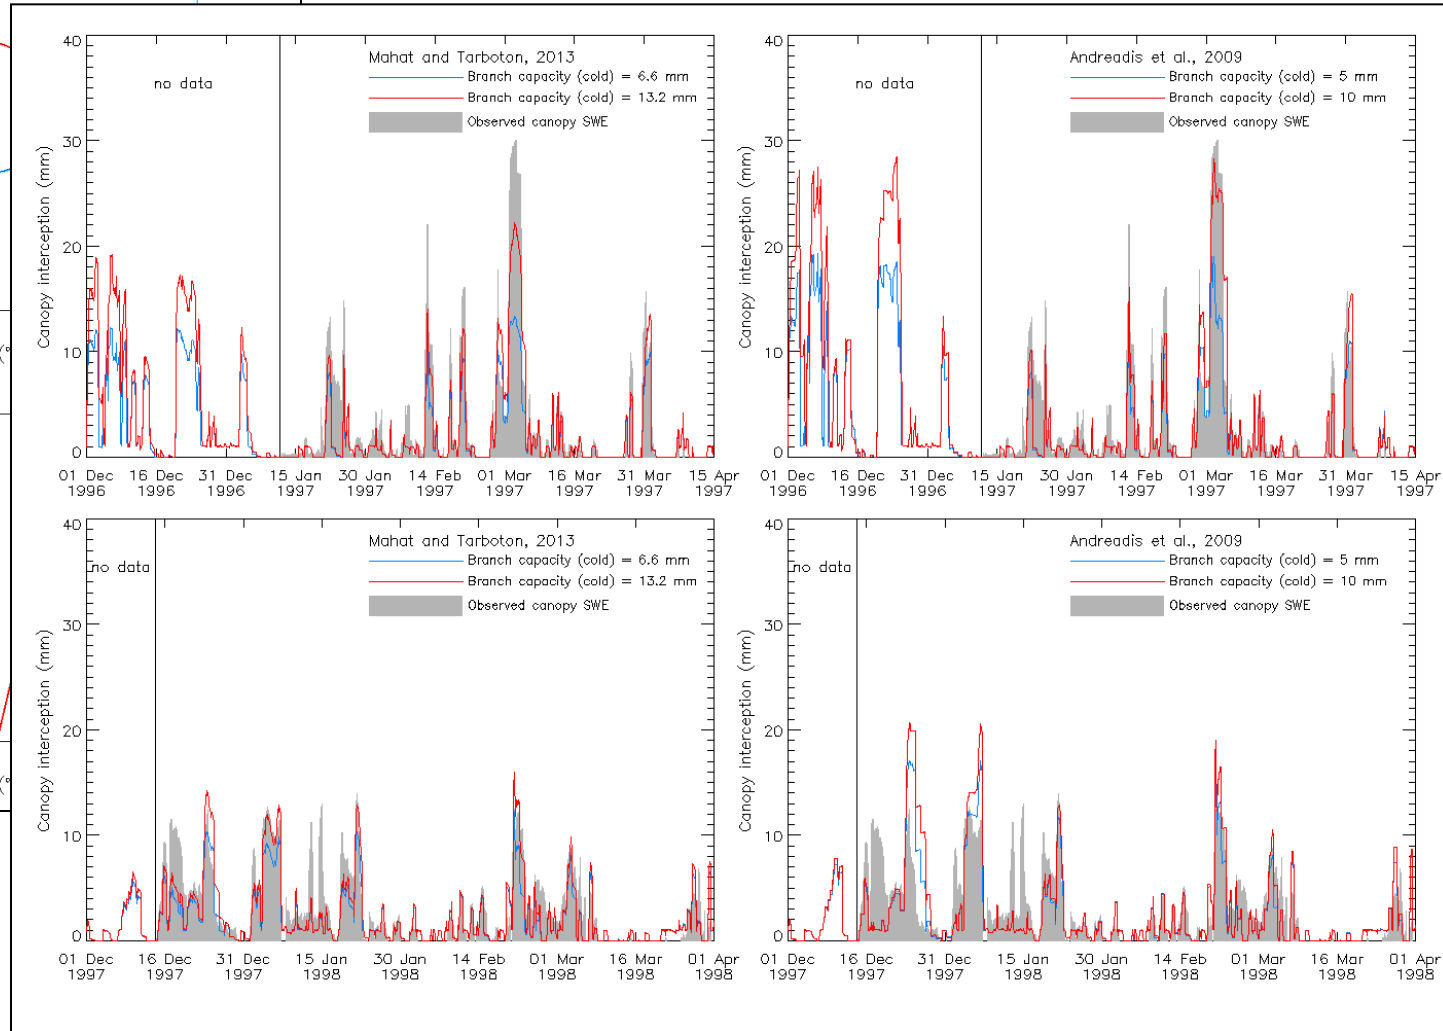 40
30
20
10
0
Canopy interception (mm)
no data
Mahat and Tarboton, 2013
Branch capacity (cold) = 6.6 mm
Branch capacity (cold) = 13.2 mm
Observed canopy SWE
01 Dec 16 Dec 31 Dec 15 Jan 30 Jan 14 Feb 01 Mar 16 Mar 31 Mar 15 Apr
1996 1996 1996 1997 1997 1997 1997 1997 1997 1997
40
30
20
10
0
Canopy interception (mm)
no data
Andreadis et al., 2009
Branch capacity (cold) = 5 mm
Branch capacity (cold) = 10 mm
Observed canopy SWE
01 Dec 16 Dec 31 Dec 15 Jan 30 Jan 14 Feb 01 Mar 16 Mar 31 Mar 15 Apr
1996 1996 1996 1997 1997 1997 1997 1997 1997 1997
40
30
20
10
0
Canopy interception (mm)
no data
Mahat and Tarboton, 2013
Branch capacity (cold) = 6.6 mm
Branch capacity (cold) = 13.2 mm
Observed canopy SWE
01 Dec 16 Dec 31 Dec 15 Jan 30 Jan 14 Feb 01 Mar 16 Mar 01 Apr
1997 1997 1997 1998 1998 1998 1998 1998 1998
40
30
20
10
0
Canopy interception (mm)
no data
Andreadis et al., 2009
Branch capacity (cold) = 5 mm
Branch capacity (cold) = 10 mm
Observed canopy SWE
01 Dec 16 Dec 31 Dec 15 Jan 30 Jan 14 Feb 01 Mar 16 Mar 01 Apr
1997 1997 1997 1998 1998 1998 1998 1998 1998